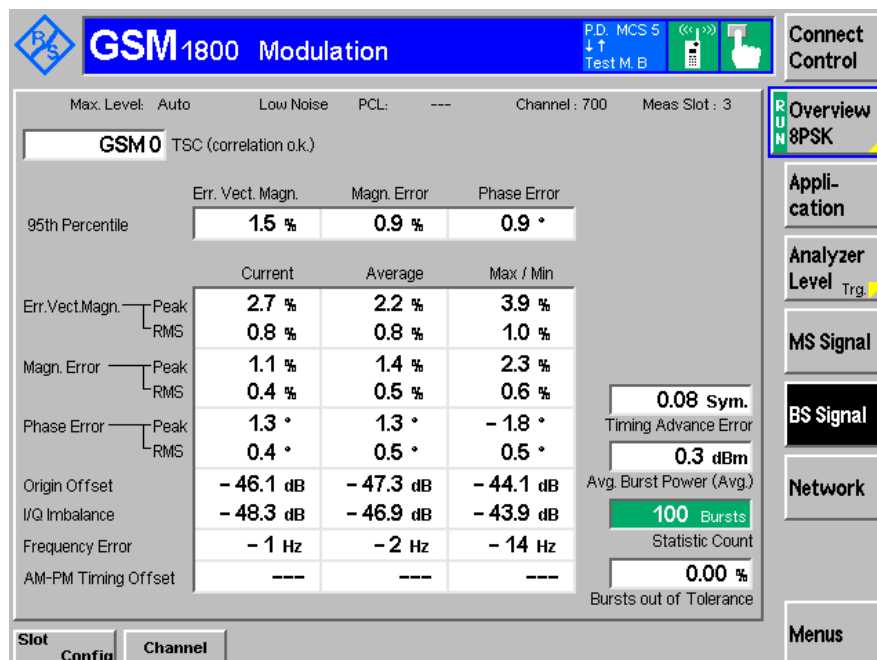 R/S
GSM 1800 Modulation
P.D. MCS 5
Test M. B
Connect Control
Max. Level: Auto Low Noise PCL: --- Channel : 700 Meas Slot : 3
RUN
Overview 8PSK
GSM 0 TSC (correlation o.k.)
Appli-
cation
Err. Vect. Magn. Magn. Error Phase Error
95th Percentile 1.5 % 0.9 % 0.9 °
Analyzer
Level Trg.
Current Average Max / Min
Err.Vect.Magn. Peak 2.7 % 2.2 % 3.9 %
RMS 0.8 % 0.8 % 1.0 %
MS Signal
Magn. Error Peak 1.1 % 1.4 % 2.3 %
RMS 0.4 % 0.5 % 0.6 %
0.08 Sym.
Timing Advance Error
BS Signal
Phase Error Peak 1.3 ° 1.3 ° – 1.8 °
RMS 0.4 ° 0.5 ° 0.5 °
0.3 dBm
Avg. Burst Power (Avg.)
Origin Offset – 46.1 dB – 47.3 dB – 44.1 dB
Network
I/Q Imbalance – 48.3 dB – 46.9 dB – 43.9 dB
100 Bursts
Statistic Count
Frequency Error – 1 Hz – 2 Hz – 14 Hz
AM-PM Timing Offset --- --- ---
0.00 %
Bursts out of Tolerance
Slot Config
Channel
Menus